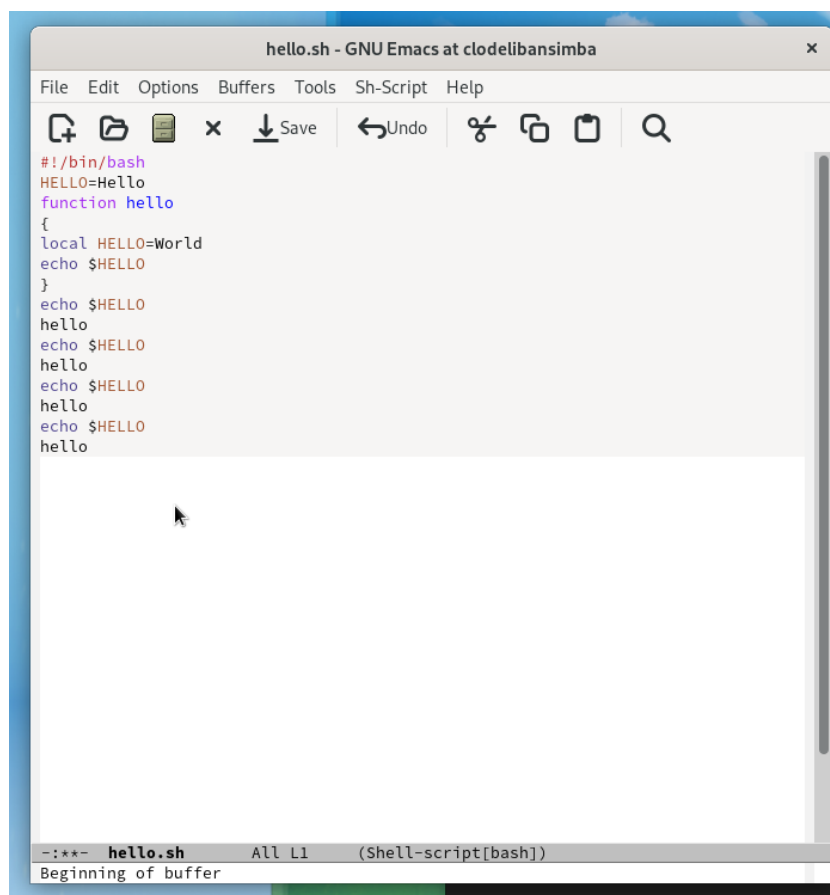 hello.sh - GNU Emacs at clodelibansimba
File Edit Options Buffers Tools Sh-Script Help
Save Undo
#!/bin/bash
HELLO=Hello
function hello
{
local HELLO=World
echo $HELLO
}
echo $HELLO
hello
echo $HELLO
hello
echo $HELLO
hello
echo $HELLO
hello
-:**- hello.sh All L1 (Shell-script[bash])
Beginning of buffer